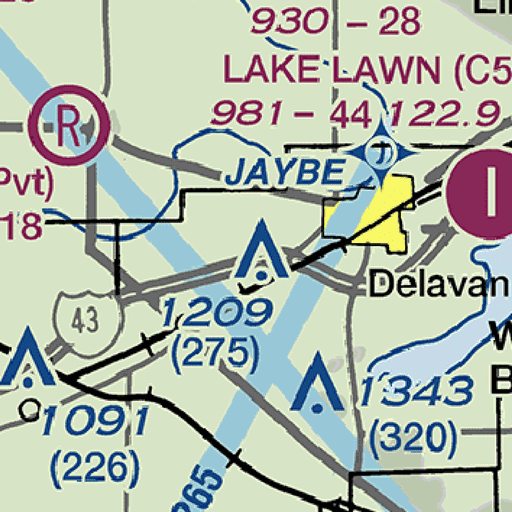 930 - 28
LAKE LAWN (C5
981 - 44 122.9
R
JAYBE
Pvt)
18
Delavan
43
1209
(275)
W
1343
B
1091
(320)
(226)
265